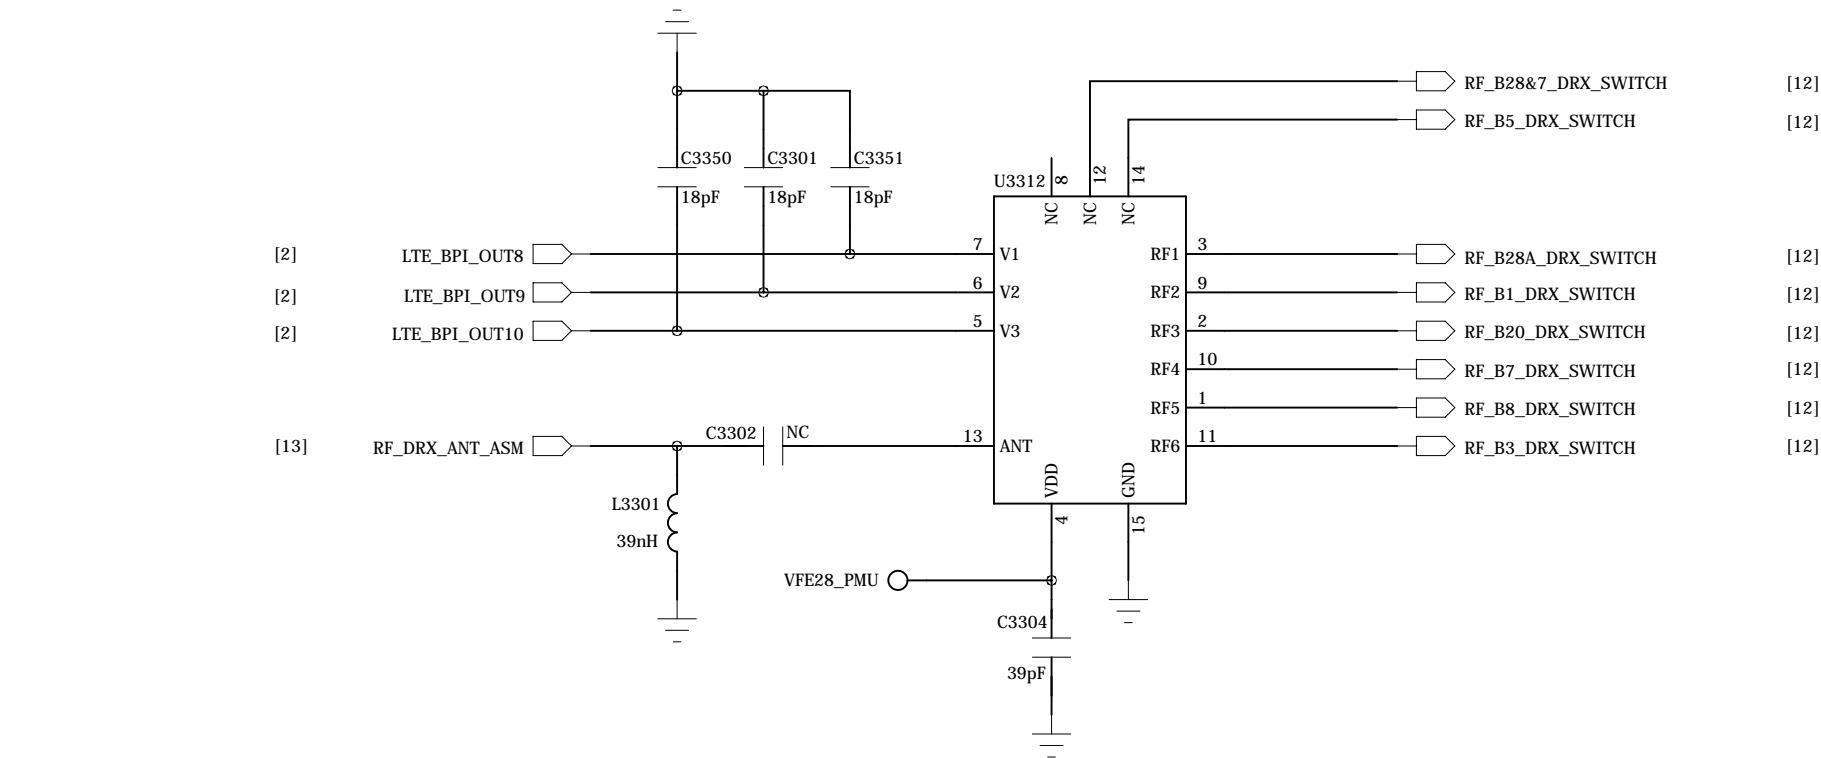 RF_B28&7_DRX_SWITCH [12]
RF_B5_DRX_SWITCH [12]
C3350 C3301 C3351
18pF 18pF 18pF
U3312 8 12 14
NC NC NC
[2] LTE_BPI_OUT8 7 V1 RF1 3 RF_B28A_DRX_SWITCH [12]
[2] LTE_BPI_OUT9 6 V2 RF2 9 RF_B1_DRX_SWITCH [12]
[2] LTE_BPI_OUT10 5 V3 RF3 2 RF_B20_DRX_SWITCH [12]
RF4 10 RF_B7_DRX_SWITCH [12]
RF5 1 RF_B8_DRX_SWITCH [12]
[13] RF_DRX_ANT_ASM C3302 NC 13 ANT RF6 11 RF_B3_DRX_SWITCH [12]
VDD GND
L3301 4 15
39nH
VFE28_PMU
C3304
39pF